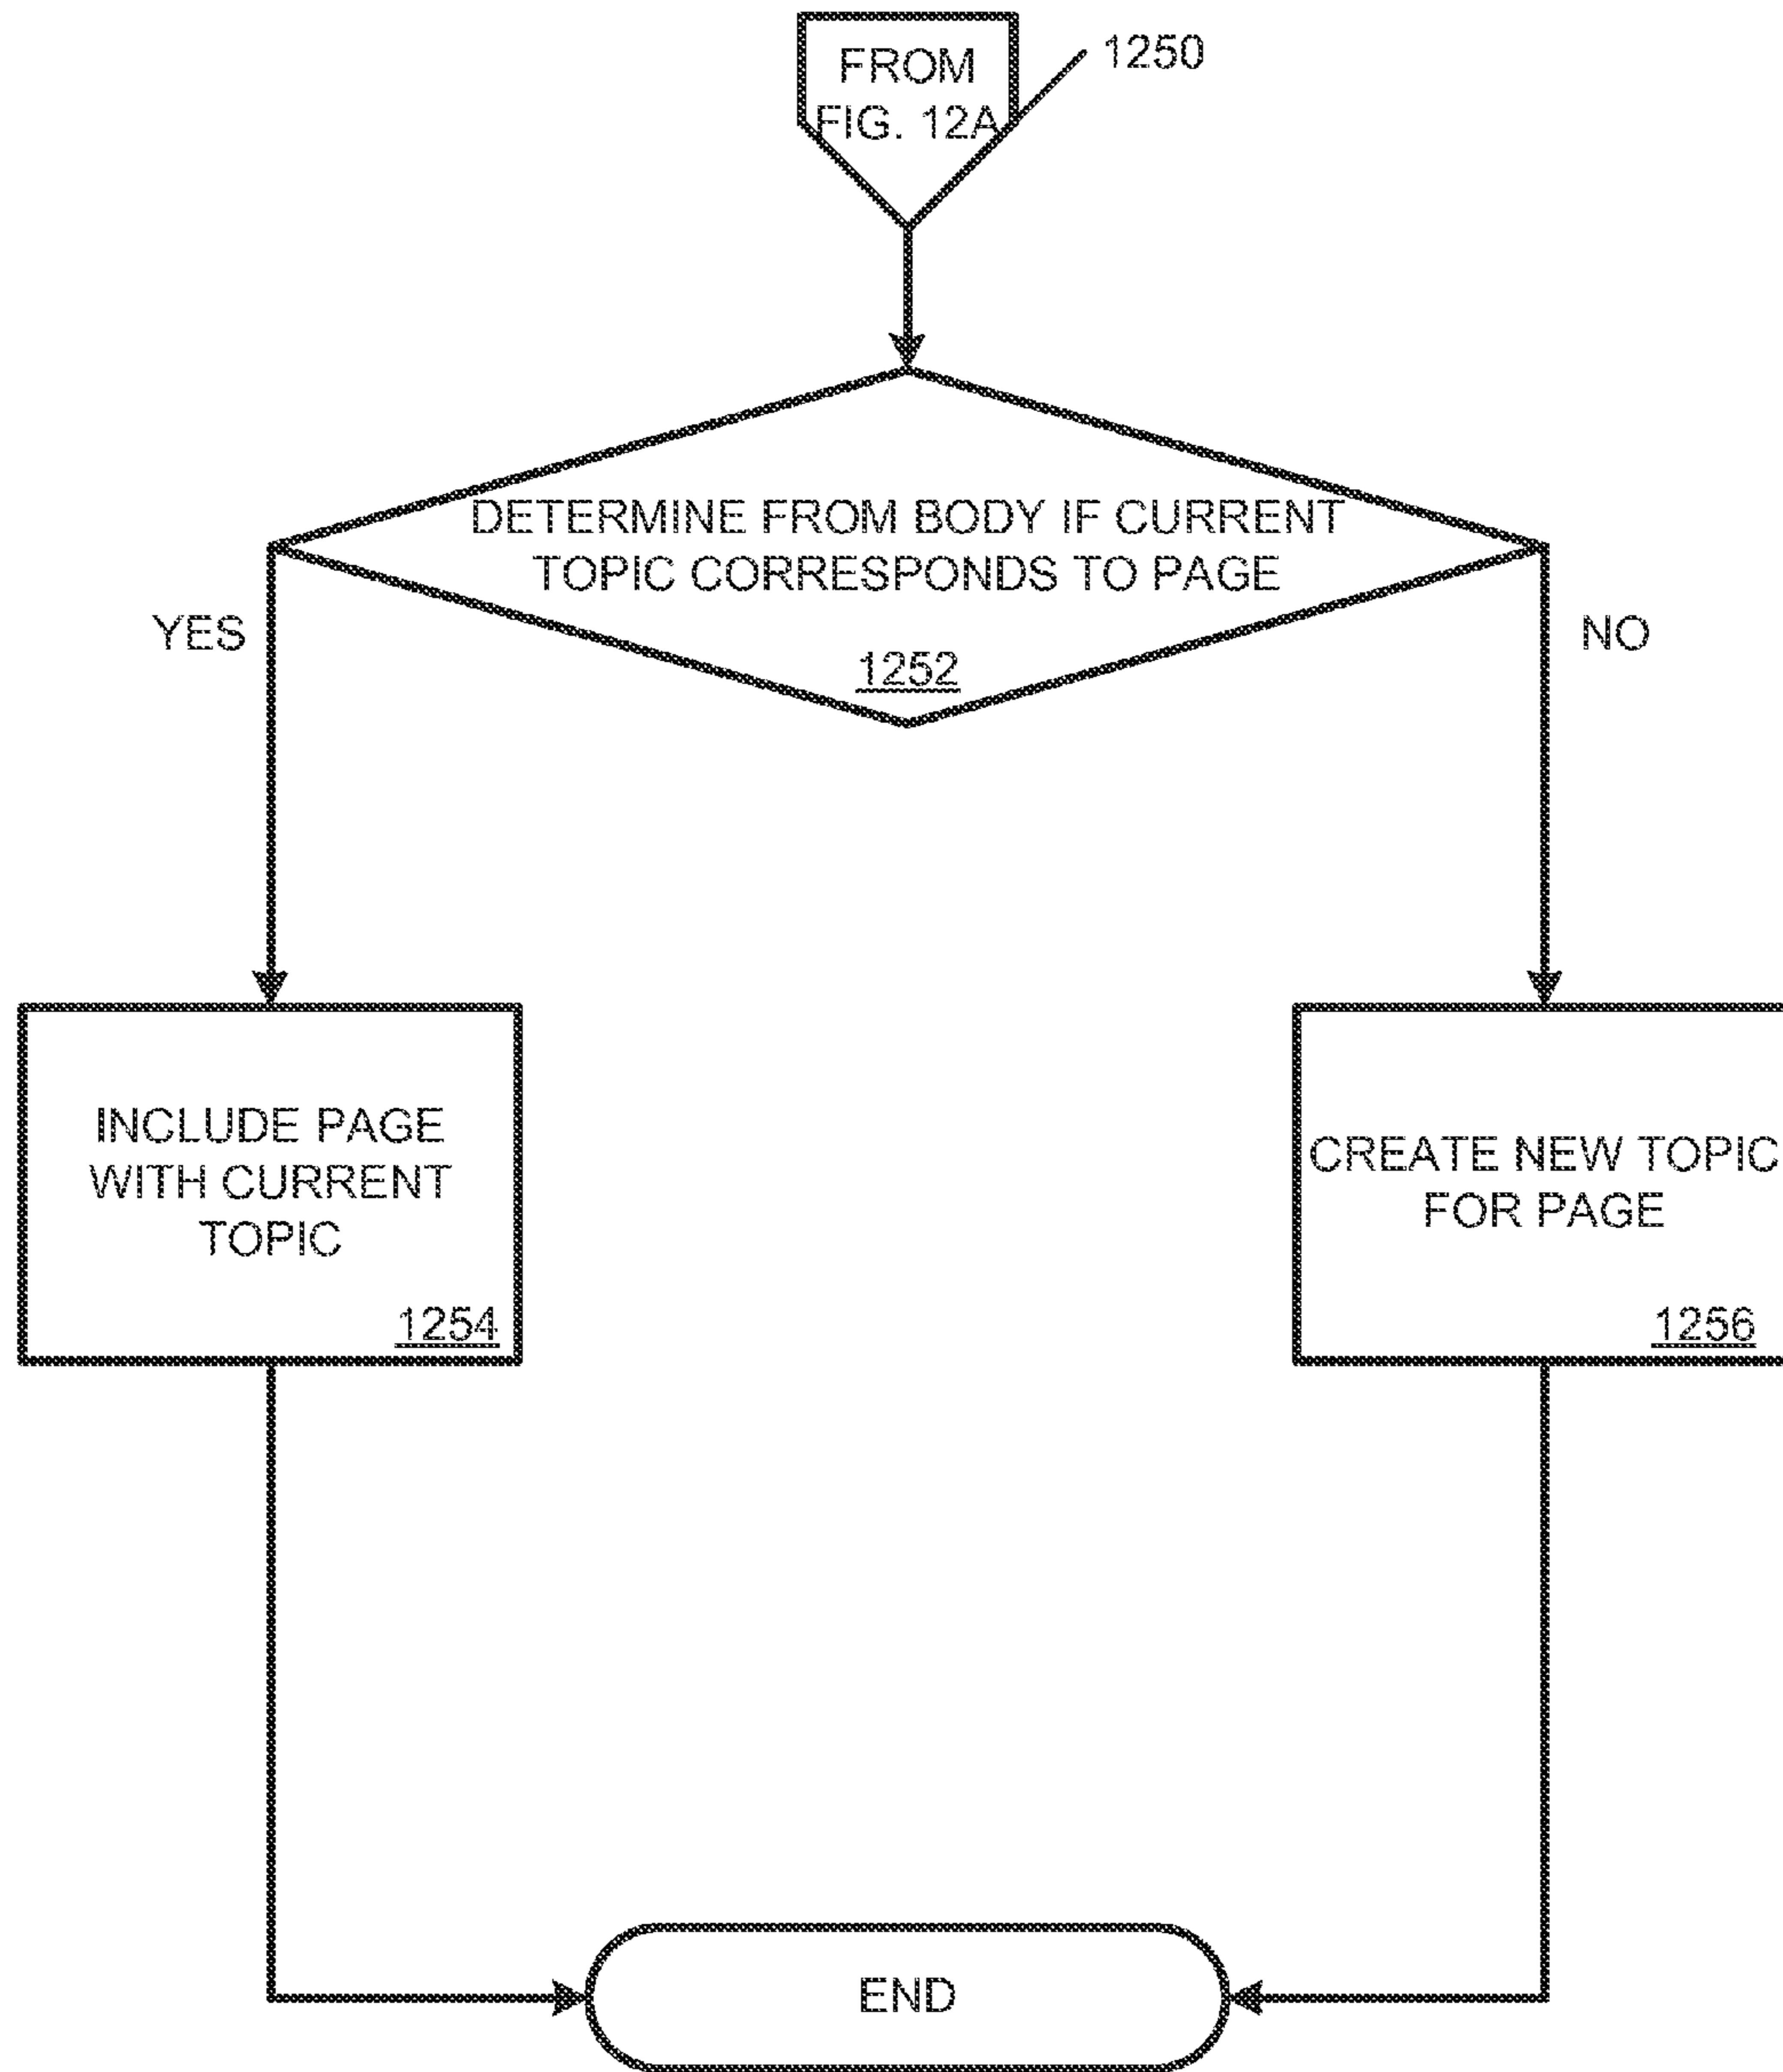 FROM
FIG. 12A
1250
DETERMINE FROM BODY IF CURRENT
TOPIC CORRESPONDS TO PAGE
1252
YES
NO
INCLUDE PAGE
WITH CURRENT
TOPIC
1254
CREATE NEW TOPIC
FOR PAGE
1256
END